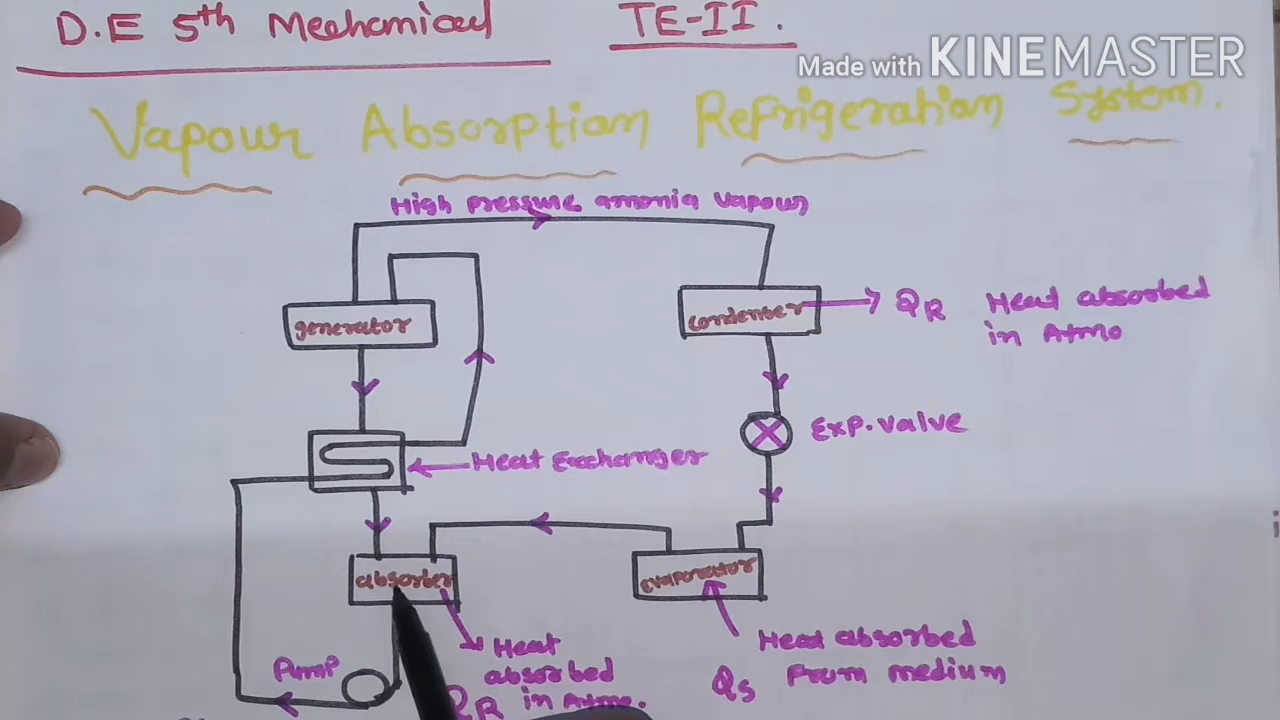 D.E 5th Mechanical
TE-II.
Made with KINEMASTER
Vapour Absorption Refrigeration System.
High pressure amonia vapour
generator
condenser
QR Heat absorbed
in Atmo
Exp. valve
Heat Exchanger
absorber
evaporator
Pump
Heat
absorbed
QR in Atmo.
Heat absorbed
Qs From medium